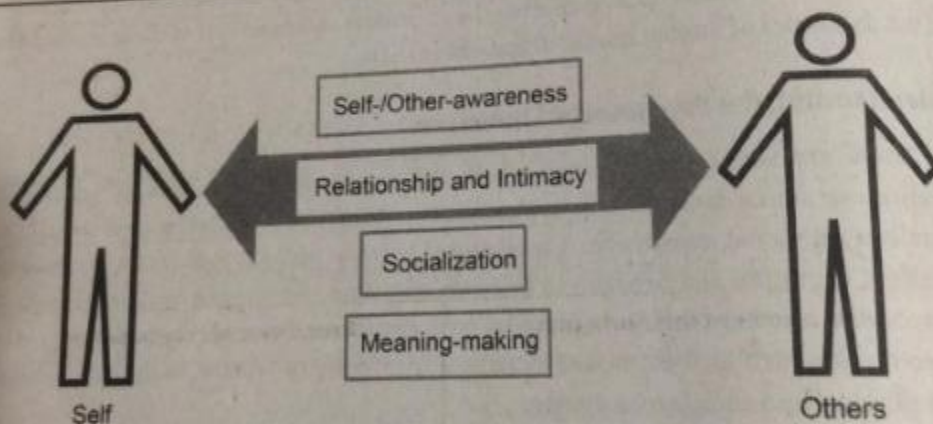 Self-/Other-awareness
Relationship and Intimacy
Socialization
Meaning-making
Self
Others